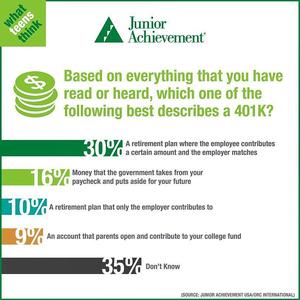 what
teens
think
Junior
Achievement®
Based on everything that you have
read or heard, which one of the
following best describes a 401K?
30% A retirement plan where the employee contributes
a certain amount and the employer matches
16% Money that the government takes from your
paycheck and puts aside for your future
10% A retirement plan that only the employer contributes to
9% An account that parents open and contribute to your college fund
35% Don't Know
(SOURCE: JUNIOR ACHIEVEMENT USA/ORC INTERNATIONAL)